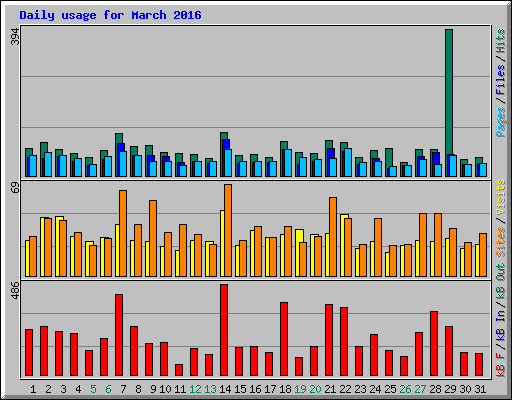 Daily usage for March 2016
394
Pages / Files / Hits
69
Sites / Visits
486
kB F / kB In / kB Out
1 2 3 4 5 6 7 8 9 10 11 12 13 14 15 16 17 18 19 20 21 22 23 24 25 26 27 28 29 30 31